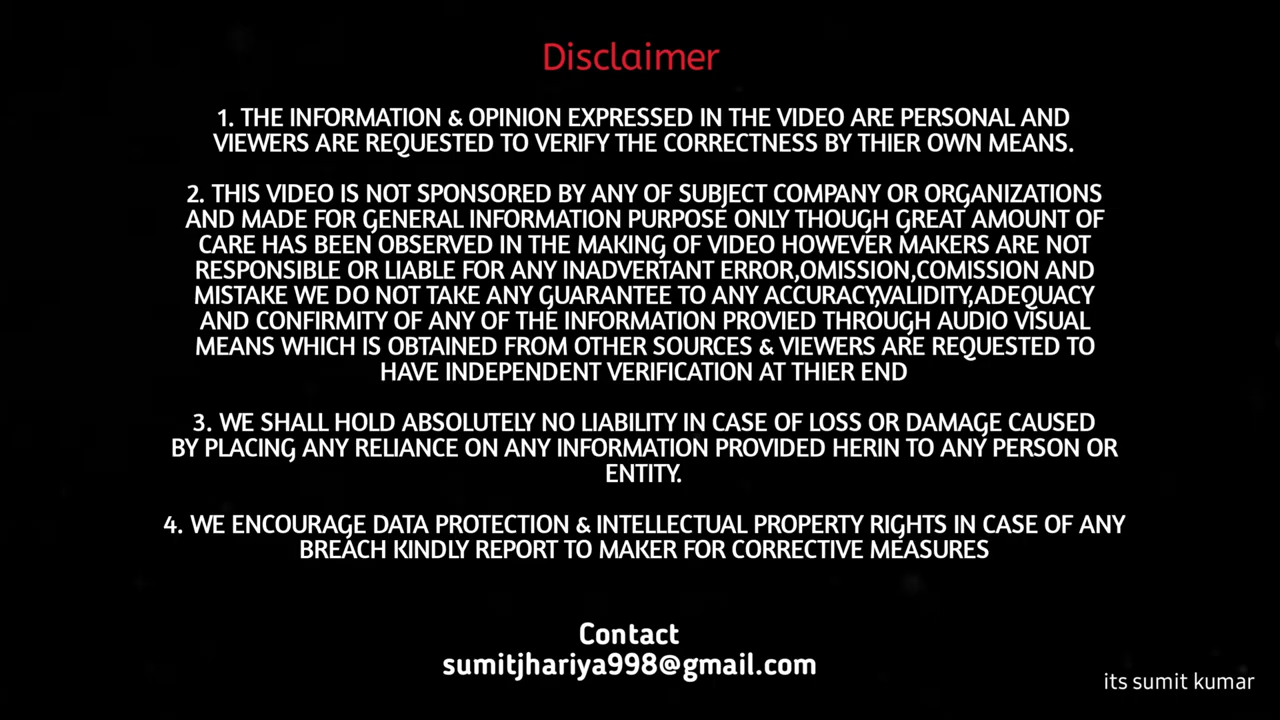 Disclaimer
1. THE INFORMATION & OPINION EXPRESSED IN THE VIDEO ARE PERSONAL AND
VIEWERS ARE REQUESTED TO VERIFY THE CORRECTNESS BY THIER OWN MEANS.
2. THIS VIDEO IS NOT SPONSORED BY ANY OF SUBJECT COMPANY OR ORGANIZATIONS
AND MADE FOR GENERAL INFORMATION PURPOSE ONLY THOUGH GREAT AMOUNT OF
CARE HAS BEEN OBSERVED IN THE MAKING OF VIDEO HOWEVER MAKERS ARE NOT
RESPONSIBLE OR LIABLE FOR ANY INADVERTANT ERROR,OMISSION,COMISSION AND
MISTAKE WE DO NOT TAKE ANY GUARANTEE TO ANY ACCURACY,VALIDITY,ADEQUACY
AND CONFIRMITY OF ANY OF THE INFORMATION PROVIED THROUGH AUDIO VISUAL
MEANS WHICH IS OBTAINED FROM OTHER SOURCES & VIEWERS ARE REQUESTED TO
HAVE INDEPENDENT VERIFICATION AT THIER END
3. WE SHALL HOLD ABSOLUTELY NO LIABILITY IN CASE OF LOSS OR DAMAGE CAUSED
BY PLACING ANY RELIANCE ON ANY INFORMATION PROVIDED HERIN TO ANY PERSON OR
ENTITY.
4. WE ENCOURAGE DATA PROTECTION & INTELLECTUAL PROPERTY RIGHTS IN CASE OF ANY
BREACH KINDLY REPORT TO MAKER FOR CORRECTIVE MEASURES
Contact
sumitjhariya998@gmail.com
its sumit kumar